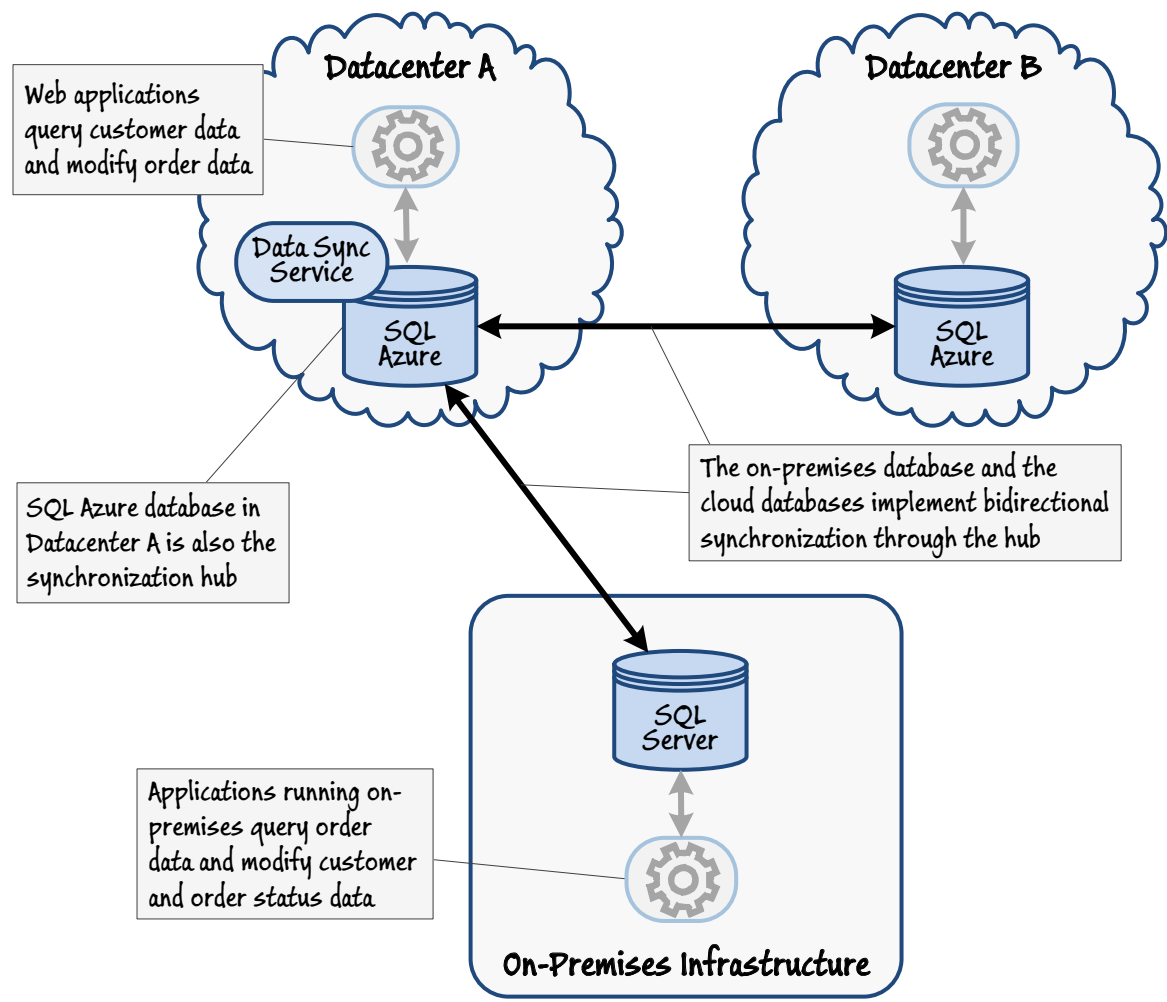 Datacenter A
Datacenter B
Web applications
query customer data
and modify order data
Data Sync
Service
SQL
Azure
SQL
Azure
The on-premises database and the
cloud databases implement bidirectional
synchronization through the hub
SQL Azure database in
Datacenter A is also the
synchronization hub
SQL
Server
Applications running on-
premises query order
data and modify customer
and order status data
On-Premises Infrastructure